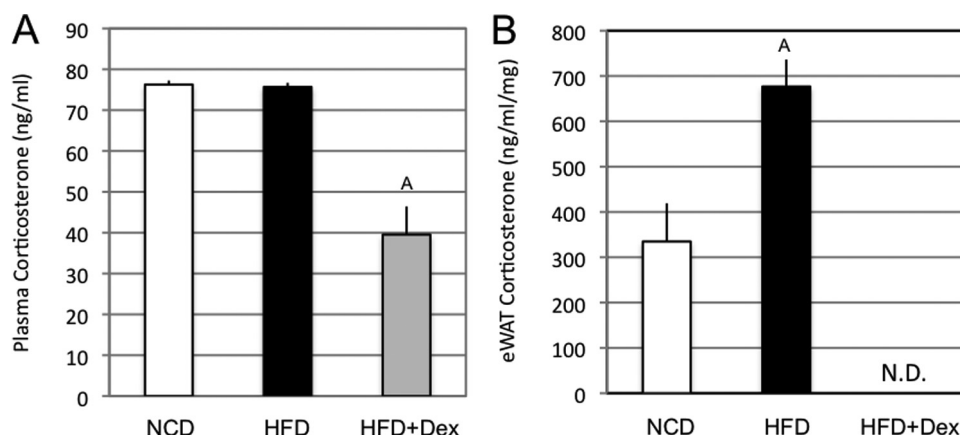 A
Plasma Corticosterone (ng/ml)
90
80
70
60
50
40
30
20
10
0
A
NCD HFD HFD+Dex
B
eWAT Corticosterone (ng/ml/mg)
800
700
600
500
400
300
200
100
0
A
N.D.
NCD HFD HFD+Dex